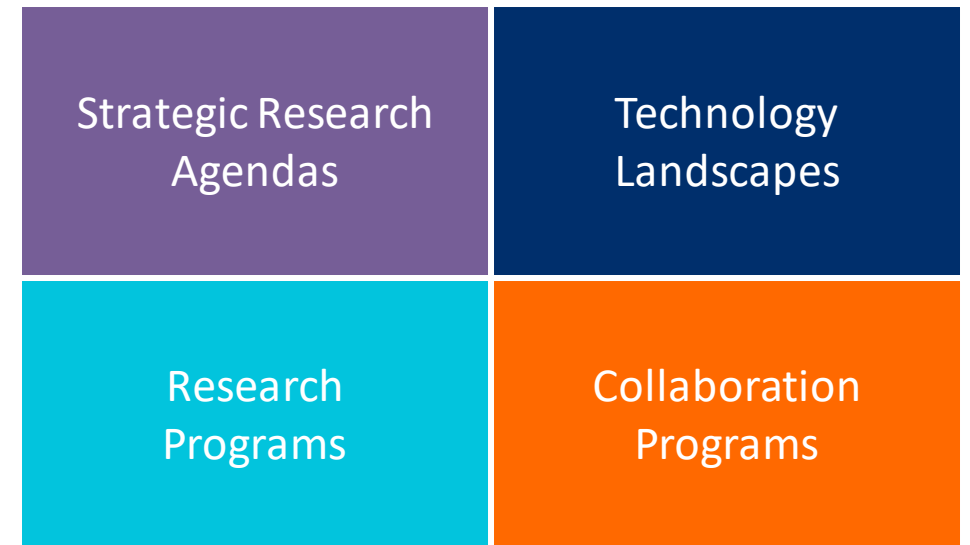 Strategic Research
Agendas
Technology
Landscapes
Research
Programs
Collaboration
Programs